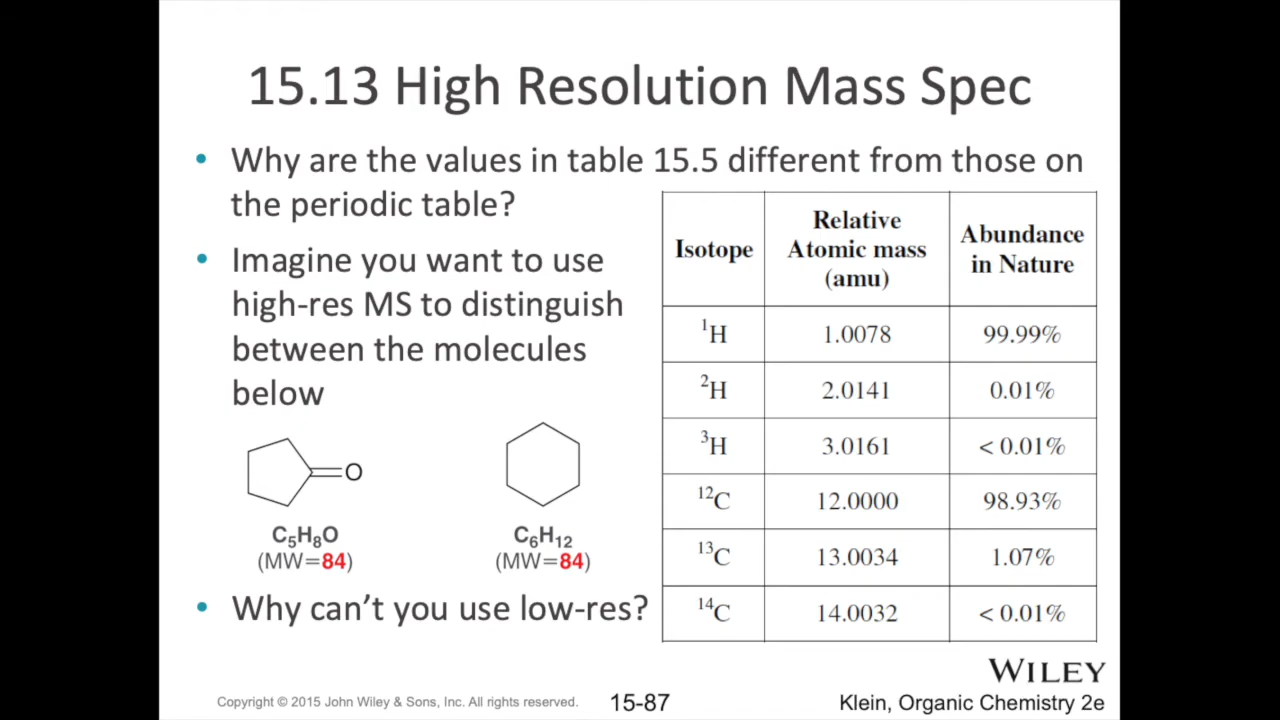 15.13 High Resolution Mass Spec
• Why are the values in table 15.5 different from those on
the periodic table?
• Imagine you want to use
high-res MS to distinguish
between the molecules
below
O
C₅H₈O
(MW=84)
C₆H₁₂
(MW=84)
• Why can’t you use low-res?
Isotope
Relative
Atomic mass
(amu)
Abundance
in Nature
¹H 1.0078 99.99%
²H 2.0141 0.01%
³H 3.0161 < 0.01%
¹²C 12.0000 98.93%
¹³C 13.0034 1.07%
¹⁴C 14.0032 < 0.01%
WILEY
Copyright © 2015 John Wiley & Sons, Inc. All rights reserved.
15-87
Klein, Organic Chemistry 2e